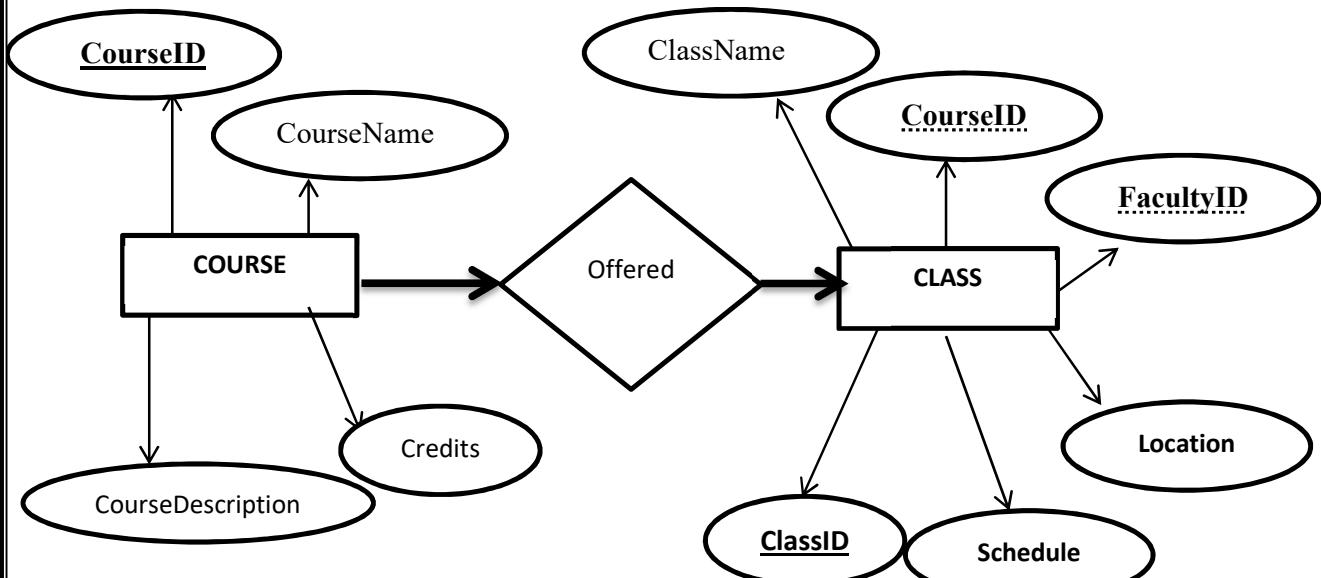 CourseID
ClassName
CourseID
CourseName
FacultyID
COURSE
Offered
CLASS
Credits
Location
CourseDescription
ClassID
Schedule